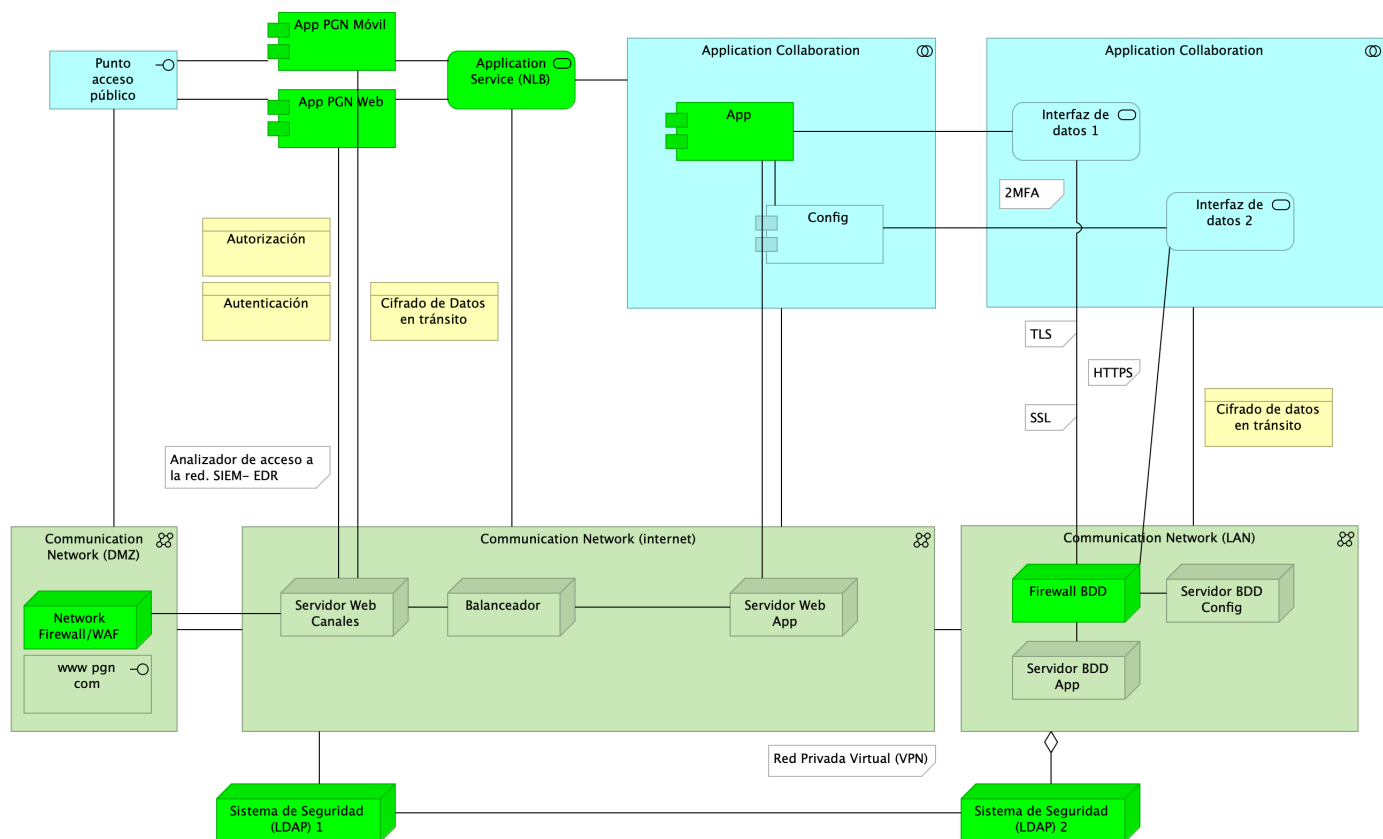 App PGN Móvil
Punto
acceso
público
Application
Service (NLB)
Application Collaboration
Application Collaboration
App PGN Web
App
Interfaz de
datos 1
2MFA
Interfaz de
datos 2
Config
Autorización
Autenticación
Cifrado de Datos
en tránsito
TLS
HTTPS
SSL
Cifrado de datos
en tránsito
Analizador de acceso a
la red. SIEM- EDR
Communication
Network (DMZ)
Communication Network (internet)
Communication Network (LAN)
Network
Firewall/WAF
Servidor Web
Canales
Balanceador
Servidor Web
App
Firewall BDD
Servidor BDD
Config
www pgn
com
Servidor BDD
App
Red Privada Virtual (VPN)
Sistema de Seguridad
(LDAP) 1
Sistema de Seguridad
(LDAP) 2